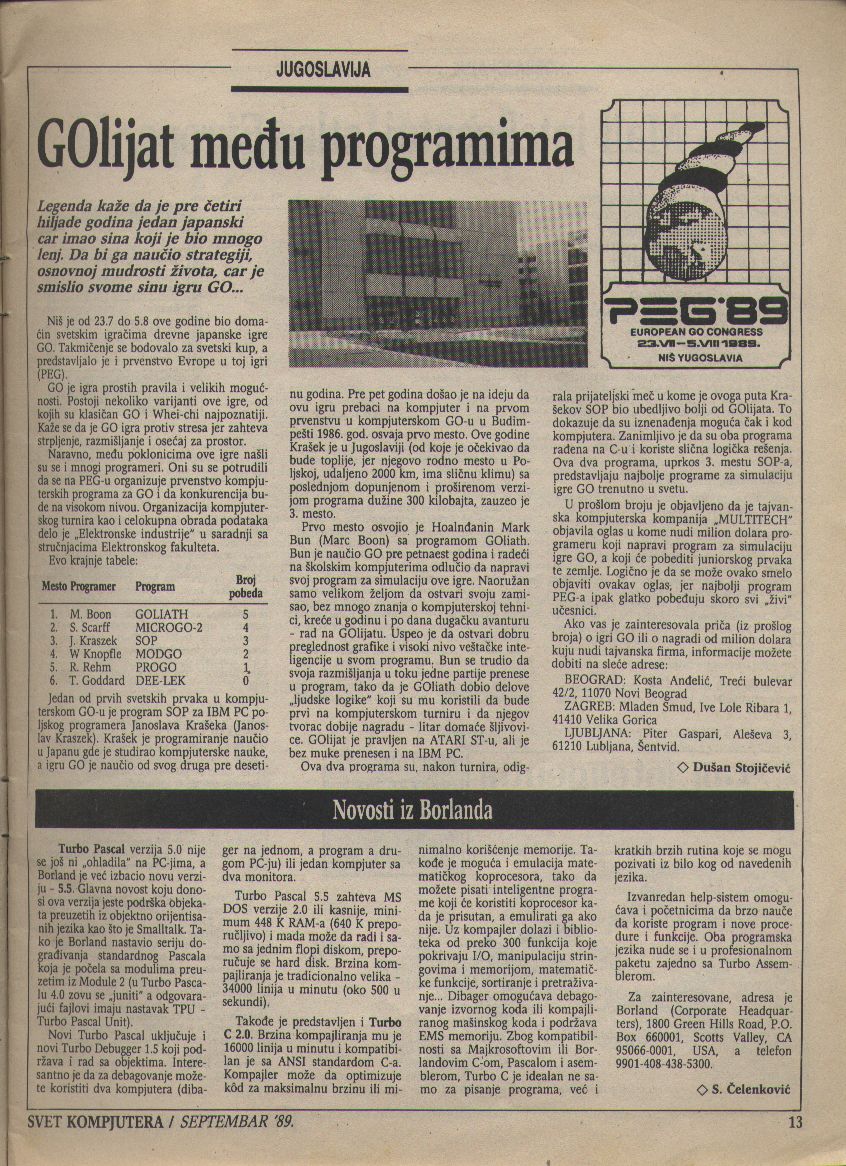 JUGOSLAVIJA
GOlijat među programima
Legenda kaže da je pre četiri
hiljade godina jedan japanski
car imao sina koji je bio mnogo
lenj. Da bi ga naučio strategiji,
osnovnoj mudrosti života, car je
smislio svome sinu igru GO...
PEG'89
EUROPEAN GO CONGRESS
23.VII–5.VIII 1989.
NIŠ YUGOSLAVIA
Niš je od 23.7 do 5.8 ove godine bio doma-
ćin svetskim igračima drevne japanske igre
GO. Takmičenje se bodovalo za svetski kup, a
predstavljalo je i prvenstvo Evrope u toj igri
(PEG).
GO je igra prostih pravila i velikih moguć-
nosti. Postoji nekoliko varijanti ove igre, od
kojih su klasičan GO i Whei-chi najpoznatiji.
Kaže se da je GO igra protiv stresa jer zahteva
strpljenje, razmišljanje i osećaj za prostor.
Naravno, među poklonicima ove igre našli
su se i mnogi programeri. Oni su se potrudili
da se na PEG-u organizuje prvenstvo kompju-
terskih programa za GO i da konkurencija bu-
de na visokom nivou. Organizacija kompjuter-
skog turnira kao i celokupna obrada podataka
delo je „Elektronske industrije” u saradnji sa
stručnjacima Elektronskog fakulteta.
Evo krajnje tabele:
Mesto Programer Program Broj pobeda
1. M. Boon GOLIATH 5
2. S. Scarff MICROGO-2 4
3. J. Kraszek SOP 3
4. W Knopfle MODGO 2
5. R. Rehm PROGO 1
6. T. Goddard DEE-LEK 0
Jedan od prvih svetskih prvaka u kompju-
terskom GO-u je program SOP za IBM PC po-
ljskog programera Janoslava Krašeka (Janos-
lav Kraszek). Krašek je programiranje naučio
u Japanu gde je studirao kompjuterske nauke,
a igru GO je naučio od svog druga pre deseti-
nu godina. Pre pet godina došao je na ideju da
ovu igru prebaci na kompjuter i na prvom
prvenstvu u kompjuterskom GO-u u Budim-
pešti 1986. god. osvaja prvo mesto. Ove godine
Krašek je u Jugoslaviji (od koje je očekivao da
bude toplije, jer njegovo rodno mesto u Po-
ljskoj, udaljeno 2000 km, ima sličnu klimu) sa
poslednjom dopunjenom i proširenom verzi-
jom programa dužine 300 kilobajta, zauzeo je
3. mesto.
Prvo mesto osvojio je Hoalnđanin Mark
Bun (Marc Boon) sa programom GOliath.
Bun je naučio GO pre petnaest godina i radeći
na školskim kompjuterima odlučio da napravi
svoj program za simulaciju ove igre. Naoružan
samo velikom željom da ostvari svoju zami-
sao, bez mnogo znanja o kompjuterskoj tehni-
ci, kreće u godinu i po dana dugačku avanturu
- rad na GOlijatu. Uspeo je da ostvari dobru
preglednost grafike i visoki nivo veštačke inte-
ligencije u svom programu. Bun se trudio da
svoja razmišljanja u toku jedne partije prenese
u program, tako da je GOliath dobio delove
„ljudske logike” koji su mu koristili da bude
prvi na kompjuterskom turniru i da njegov
tvorac dobije nagradu - litar domaće šljivovi-
ce. GOlijat je pravljen na ATARI ST-u, ali je
bez muke prenesen i na IBM PC.
Ova dva programa su, nakon turnira, odig-
rala prijateljski meč u kome je ovoga puta Kra-
šekov SOP bio ubedljivo bolji od GOlijata. To
dokazuje da su iznenađenja moguća čak i kod
kompjutera. Zanimljivo je da su oba programa
rađena na C-u i koriste slična logička rešenja.
Ova dva programa, uprkos 3. mestu SOP-a,
predstavljaju najbolje programe za simulaciju
igre GO trenutno u svetu.
U prošlom broju je objavljeno da je tajvan-
ska kompjuterska kompanija „MULTITECH”
objavila oglas u kome nudi milion dolara pro-
grameru koji napravi program za simulaciju
igre GO, a koji će pobediti juniorskog prvaka
te zemlje. Logično je da se može ovako smelo
objaviti ovakav oglas, jer najbolji program
PEG-a ipak glatko pobeđuju skoro svi „živi”
učesnici.
Ako vas je zainteresovala priča (iz prošlog
broja) o igri GO ili o nagradi od milion dolara
kuju nudi tajvanska firma, informacije možete
dobiti na sleće adrese:
BEOGRAD: Kosta Anđelić, Treći bulevar
42/2, 11070 Novi Beograd
ZAGREB: Mladen Smud, Ive Lole Ribara 1,
41410 Velika Gorica
LJUBLJANA: Piter Gaspari, Aleševa 3,
61210 Lubljana, Šentvid.
◇ Dušan Stojičević
Novosti iz Borlanda
Turbo Pascal verzija 5.0 nije
se još ni „ohladila” na PC-jima, a
Borland je već izbacio novu verzi-
ju - 5.5. Glavna novost koju dono-
si ova verzija jeste podrška objeka-
ta preuzetih iz objektno orijentisa-
nih jezika kao što je Smalltalk. Ta-
ko je Borland nastavio seriju do-
građivanja standardnog Pascala
koja je počela sa modulima preu-
zetim iz Module 2 (u Turbo Pasca-
lu 4.0 zovu se „juniti” a odgovara-
jući fajlovi imaju nastavak TPU -
Turbo Pascal Unit).
Novi Turbo Pascal uključuje i
novi Turbo Debugger 1.5 koji pod-
ržava i rad sa objektima. Intere-
santno je da za debagovanje može-
te koristiti dva kompjutera (diba-
ger na jednom, a program a dru-
gom PC-ju) ili jedan kompjuter sa
dva monitora.
Turbo Pascal 5.5 zahteva MS
DOS verzije 2.0 ili kasnije, mini-
mum 448 K RAM-a (640 K prepo-
ručljivo) i mada može da radi i sa-
mo sa jednim flopi diskom, prepo-
ručuje se hard disk. Brzina kom-
pajliranja je tradicionalno velika -
34000 linija u minutu (oko 500 u
sekundi).
Takođe je predstavljen i Turbo
C 2.0. Brzina kompajliranja mu je
16000 linija u minutu i kompatibi-
lan je sa ANSI standardom C-a.
Kompajler može da optimizuje
kôd za maksimalnu brzinu ili mi-
nimalno korišćenje memorije. Ta-
kođe je moguća i emulacija mate-
matičkog koprocesora, tako da
možete pisati inteligentne progra-
me koji će koristiti koprocesor ka-
da je prisutan, a emulirati ga ako
nije. Uz kompajler dolazi i biblio-
teka od preko 300 funkcija koje
pokrivaju I/O, manipulaciju strin-
govima i memorijom, matematič-
ke funkcije, sortiranje i pretraživa-
nje... Dibager omogućava debago-
vanje izvornog koda ili kompajli-
ranog mašinskog koda i podržava
EMS memoriju. Zbog kompatibil-
nosti sa Majkrosoftovim ili Bor-
landovim C-om, Pascalom i asem-
blerom, Turbo C je idealan ne sa-
mo za pisanje programa, već i
kratkih brzih rutina koje se mogu
pozivati iz bilo kog od navedenih
jezika.
Izvanredan help-sistem omogu-
ćava i početnicima da brzo nauče
da koriste program i nove proce-
dure i funkcije. Oba programska
jezika nude se i u profesionalnom
paketu zajedno sa Turbo Assem-
blerom.
Za zainteresovane, adresa je
Borland (Corporate Headquar-
ters), 1800 Green Hills Road, P.O.
Box 660001, Scotts Valley, CA
95066-0001, USA, a telefon
9901-408-438-5300.
◇ S. Čelenković
SVET KOMPJUTERA / SEPTEMBAR '89.
13